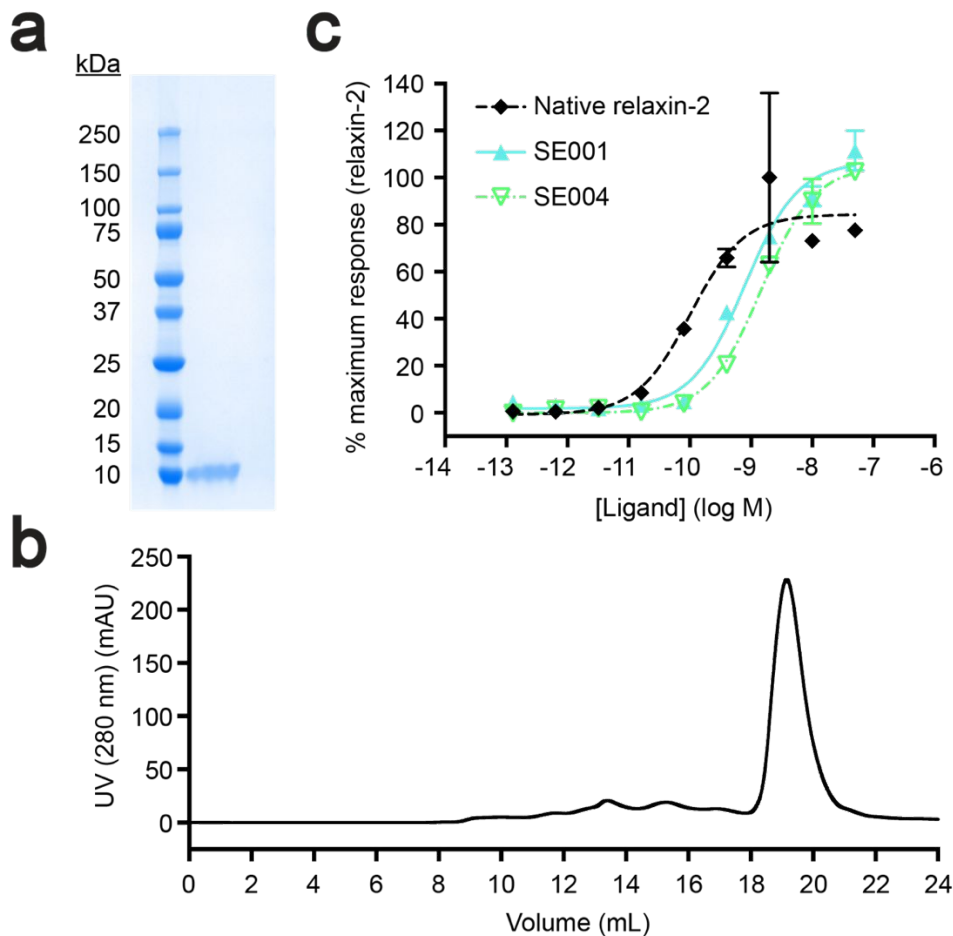 a
kDa
250
150
100
75
50
37
25
20
15
10
c
% maximum response (relaxin-2)
140
120
100
80
60
40
20
0
Native relaxin-2
SE001
SE004
-14 -13 -12 -11 -10 -9 -8 -7 -6
[Ligand] (log M)
b
UV (280 nm) (mAU)
250
200
150
100
50
0
0 2 4 6 8 10 12 14 16 18 20 22 24
Volume (mL)